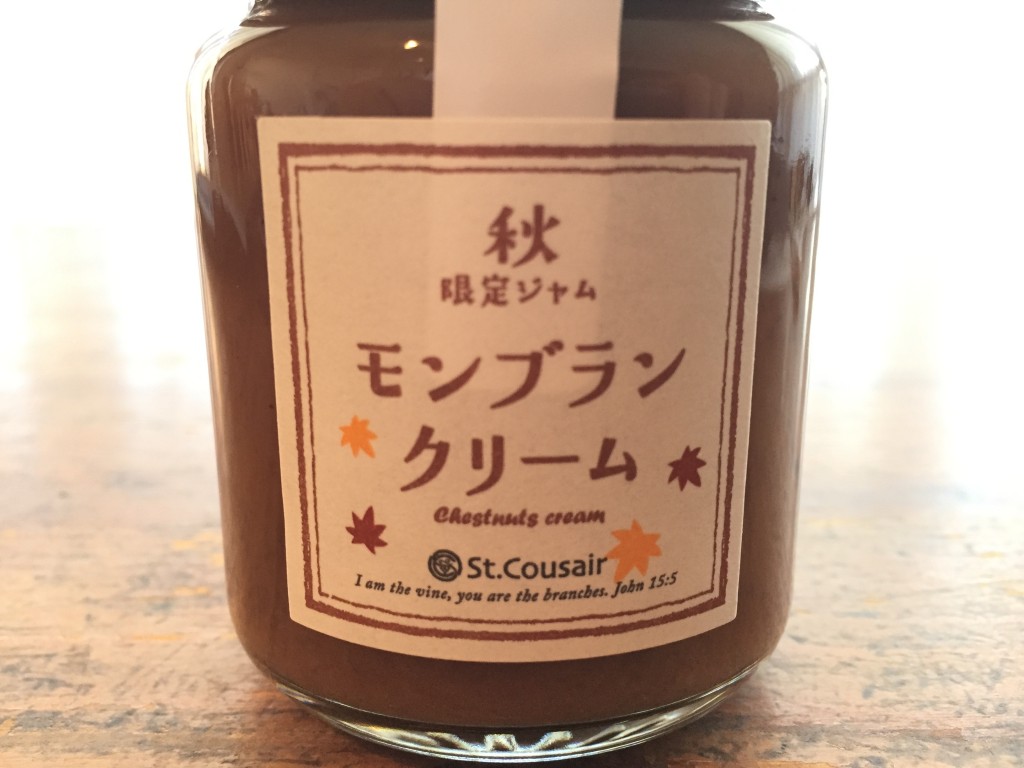 秋
限定ジャム
モンブラン
クリーム
Chestnuts cream
St.Cousair
I am the vine, you are the branches. John 15:5